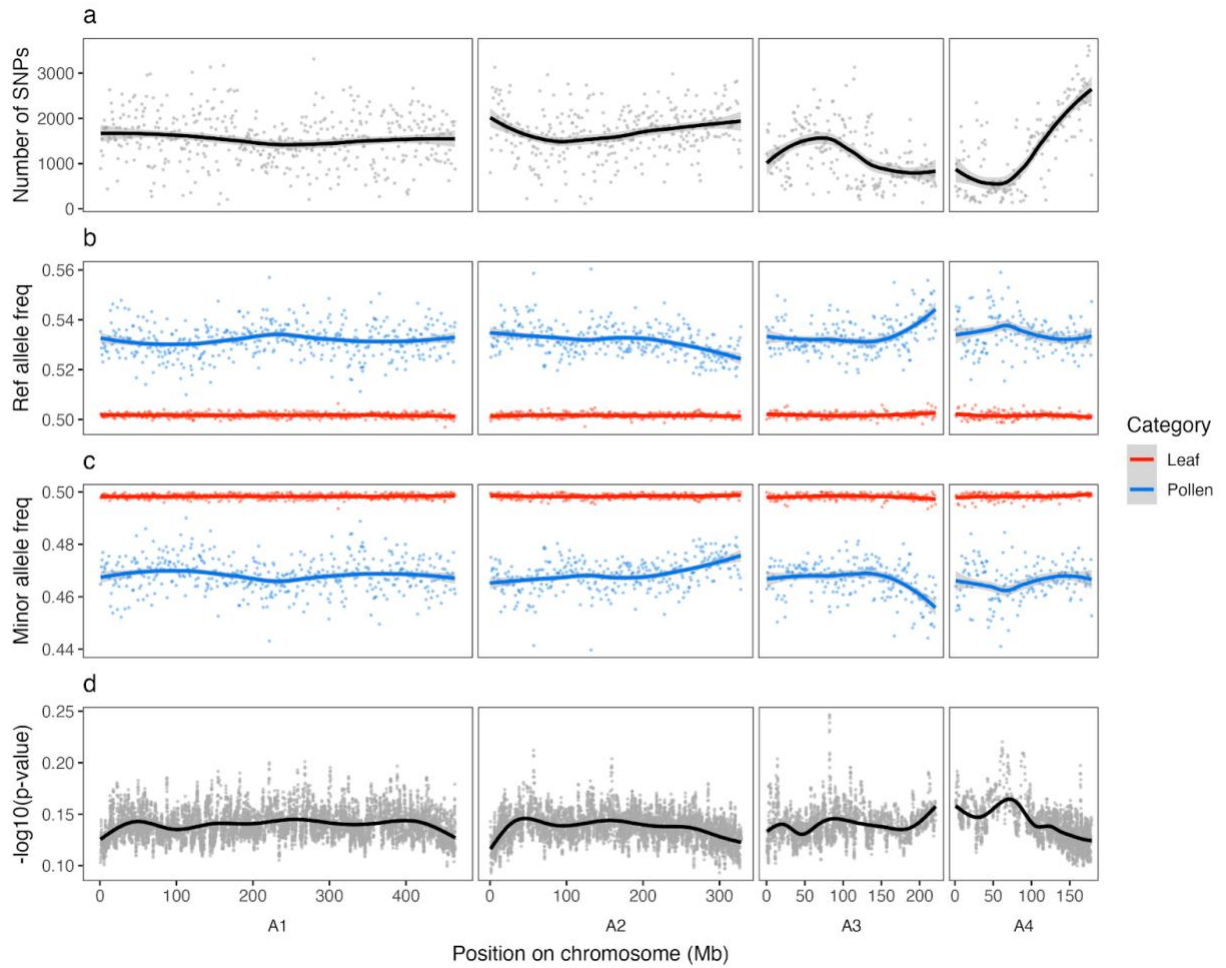 a
Number of SNPs
3000
2000
1000
0
b
Ref allele freq
0.56
0.54
0.52
0.50
c
Minor allele freq
0.50
0.48
0.46
0.44
Category
Leaf
Pollen
d
-log10(p-value)
0.25
0.20
0.15
0.10
0 100 200 300 400 0 100 200 300 0 50 100 150 200 0 50 100 150
A1 A2 A3 A4
Position on chromosome (Mb)